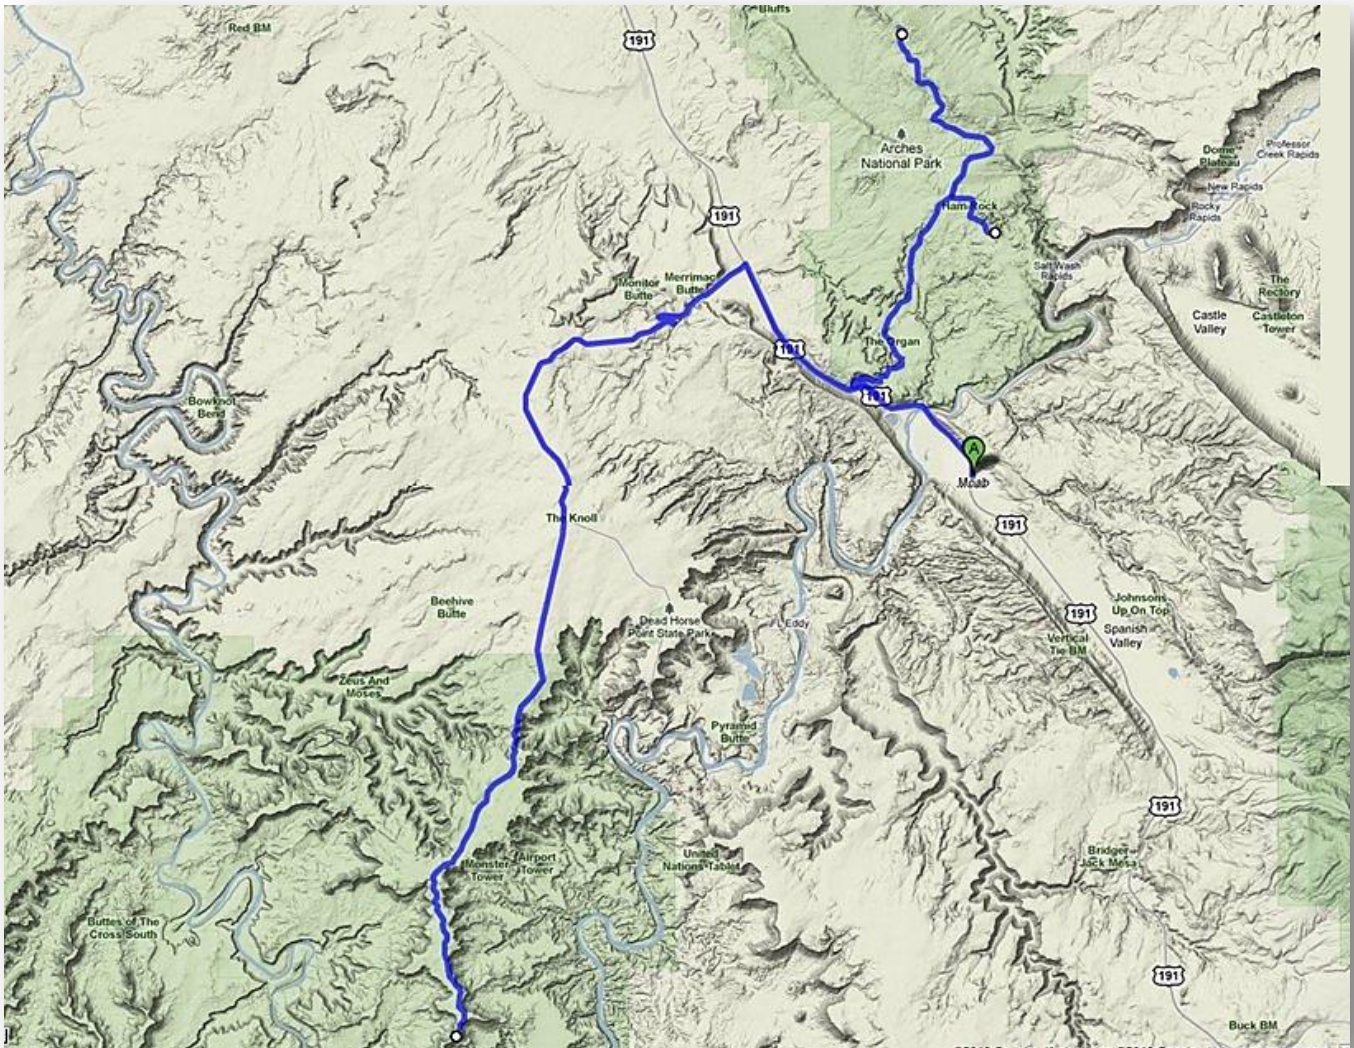 Bluffs
Red BM
191
Arches
National Park
Dome
Plateau
Professor
Creek Rapids
New Rapids
Rocky
Rapids
Ham Rock
191
Salt Wash
Rapids
Monitor
Butte
Merrimac
Butte
The
Rectory
Castleton
Tower
Castle
Valley
The Organ
191
191
Bowknot
Bend
A
Moab
The Knoll
191
Beehive
Butte
Dead Horse
Point State Park
Eddy
Johnsons
Up On Top
191
Spanish
Valley
Vertical
Tie BM
Zeus And
Moses
Pyramid
Butte
191
Monster
Tower
Airport
Tower
United
Nations Tablet
Bridger
Jack Mesa
Buttes of The
Cross South
191
Buck BM